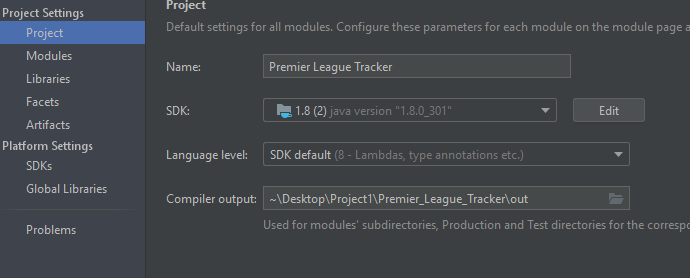 Project Settings
Project
Modules
Libraries
Facets
Artifacts
Platform Settings
SDKs
Global Libraries
Problems
Project
Default settings for all modules. Configure these parameters for each module on the module page a
Name: Premier League Tracker
SDK: 1.8 (2) java version "1.8.0_301" Edit
Language level: SDK default (8 - Lambdas, type annotations etc.)
Compiler output: ~\Desktop\Project1\Premier_League_Tracker\out
Used for modules' subdirectories, Production and Test directories for the correspo